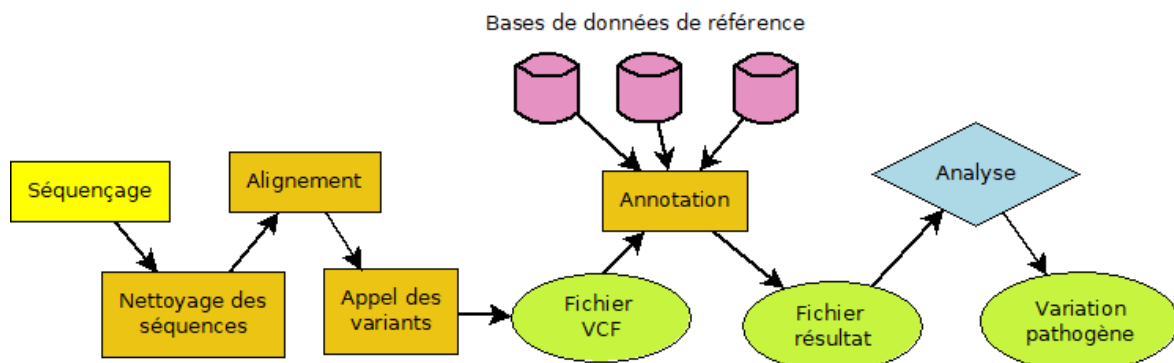 Bases de données de référence
Séquençage
Nettoyage des
séquences
Alignement
Appel des
variants
Fichier
VCF
Annotation
Fichier
résultat
Analyse
Variation
pathogène